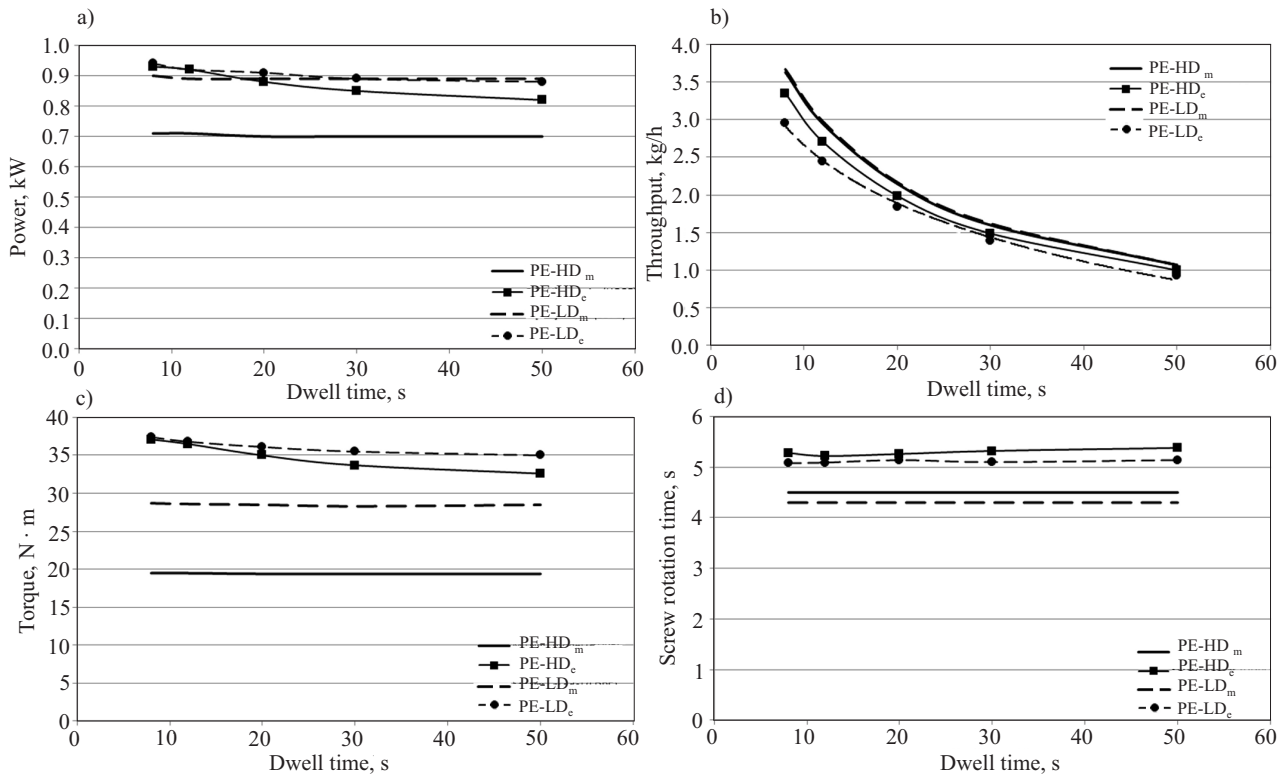 a)
Power, kW
1.0
0.9
0.8
0.7
0.6
0.5
0.4
0.3
0.2
0.1
0.0
0 10 20 30 40 50 60
Dwell time, s
PE-HD m
PE-HDe
PE-LDm
PE-LDe
b)
Throughput, kg/h
4.0
3.5
3.0
2.5
2.0
1.5
1.0
0.5
0.0
0 10 20 30 40 50 60
Dwell time, s
PE-HD m
PE-HDe
PE-LDm
PE-LDe
c)
Torque, N · m
40
35
30
25
20
15
10
5
0
0 10 20 30 40 50 60
Dwell time, s
PE-HD m
PE-HDe
PE-LDm
PE-LDe
d)
Screw rotation time, s
6
5
4
3
2
1
0
0 10 20 30 40 50 60
Dwell time, s
PE-HD m
PE-HDe
PE-LDm
PE-LDe